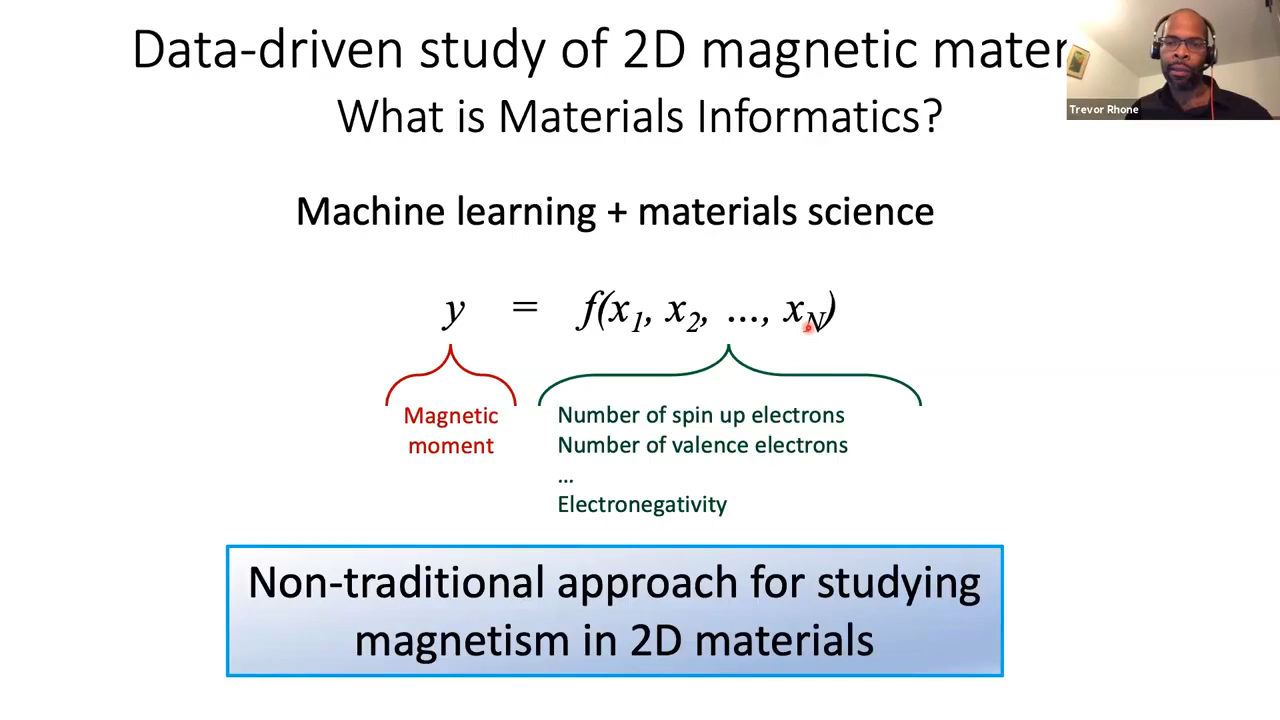 Data-driven study of 2D magnetic mater
What is Materials Informatics?
Trevor Rhone
Machine learning + materials science
y = f(x1, x2, ..., xN)
Magnetic
moment
Number of spin up electrons
Number of valence electrons
...
Electronegativity
Non-traditional approach for studying
magnetism in 2D materials